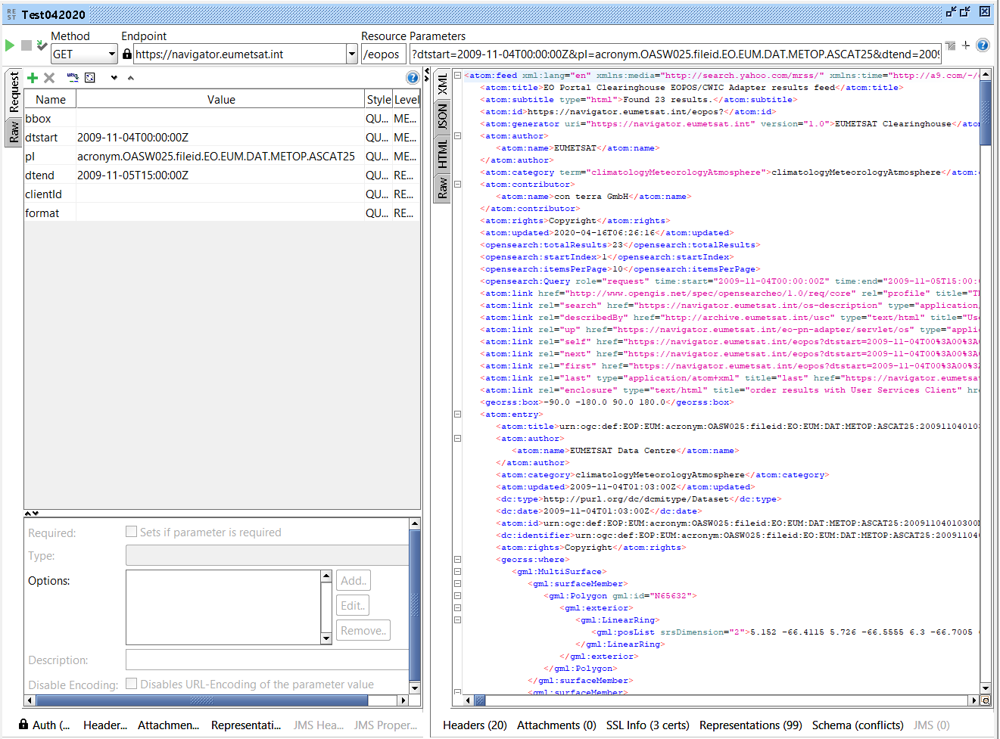 REST Test042020
Method Endpoint Resource Parameters
GET https://navigator.eumetsat.int /eopos ?dtstart=2009-11-04T00:00:00Z&pI=acronym.OASW025.fileid.EO.EUM.DAT.METOP.ASCAT25&dtend=2009
Request
Raw
Name Value Style Level
bbox QU... ME...
dtstart 2009-11-04T00:00:00Z QU... ME...
pI acronym.OASW025.fileid.EO.EUM.DAT.METOP.ASCAT25 QU... ME...
dtend 2009-11-05T15:00:00Z QU... RE...
clientId QU... RE...
format QU... RE...
Required: Sets if parameter is required
Type:
Options:
Add..
Edit..
Remove..
Description:
Disable Encoding: Disables URL-Encoding of the parameter value
Auth (... Header... Attachmen... Representati... JMS Hea... JMS Proper...
XML
JSON
HTML
Raw
<atom:feed xml:lang="en" xmlns:media="http://search.yahoo.com/mrss/" xmlns:time="http://a9.com/-/
<atom:title>EO Portal Clearinghouse EOPOS/CWIC Adapter results feed</atom:title>
<atom:subtitle type="html">Found 23 results.</atom:subtitle>
<atom:id>https://navigator.eumetsat.int/eopos?</atom:id>
<atom:generator uri="https://navigator.eumetsat.int" version="1.0">EUMETSAT Clearinghouse</atom
<atom:author>
<atom:name>EUMETSAT</atom:name>
</atom:author>
<atom:category term="climatologyMeteorologyAtmosphere">climatologyMeteorologyAtmosphere</atom:
<atom:contributor>
<atom:name>con terra GmbH</atom:name>
</atom:contributor>
<atom:rights>Copyright</atom:rights>
<atom:updated>2020-04-16T06:26:16</atom:updated>
<opensearch:totalResults>23</opensearch:totalResults>
<opensearch:startIndex>1</opensearch:startIndex>
<opensearch:itemsPerPage>10</opensearch:itemsPerPage>
<opensearch:Query role="request" time:start="2009-11-04T00:00:00Z" time:end="2009-11-05T15:00:
<atom:link href="http://www.opengis.net/spec/opensearcheo/1.0/req/core" rel="profile" title="T
<atom:link rel="search" href="https://navigator.eumetsat.int/os-description" type="application/
<atom:link rel="describedBy" href="http://archive.eumetsat.int/usc" type="text/html" title="Us
<atom:link rel="up" href="https://navigator.eumetsat.int/eo-pn-adapter/servlet/os" type="appli
<atom:link rel="self" href="https://navigator.eumetsat.int/eopos?dtstart=2009-11-04T00%3A00%3A
<atom:link rel="next" href="https://navigator.eumetsat.int/eopos?dtstart=2009-11-04T00%3A00%3A
<atom:link rel="first" href="https://navigator.eumetsat.int/eopos?dtstart=2009-11-04T00%3A00%3
<atom:link rel="last" type="application/atom+xml" title="last" href="https://navigator.eumetsa
<atom:link rel="enclosure" type="text/html" title="order results with User Services Client" hr
<georss:box>-90.0 -180.0 90.0 180.0</georss:box>
<atom:entry>
<atom:title>urn:ogc:def:EOP:EUM:acronym:OASW025:fileid:EO:EUM:DAT:METOP:ASCAT25:2009110401030
<atom:author>
<atom:name>EUMETSAT Data Centre</atom:name>
</atom:author>
<atom:category>climatologyMeteorologyAtmosphere</atom:category>
<atom:updated>2009-11-04T01:03:00Z</atom:updated>
<dc:type>http://purl.org/dc/dcmitype/Dataset</dc:type>
<dc:date>2009-11-04T01:03:00Z</dc:date>
<atom:id>urn:ogc:def:EOP:EUM:acronym:OASW025:fileid:EO:EUM:DAT:METOP:ASCAT25:20091104010300
<dc:identifier>urn:ogc:def:EOP:EUM:acronym:OASW025:fileid:EO:EUM:DAT:METOP:ASCAT25:20091104
<atom:rights>Copyright</atom:rights>
<georss:where>
<gml:MultiSurface>
<gml:surfaceMember>
<gml:Polygon gml:id="N65632">
<gml:exterior>
<gml:LinearRing>
<gml:posList srsDimension="2">5.152 -66.4115 5.726 -66.5555 6.3 -66.7005
</gml:LinearRing>
</gml:exterior>
</gml:Polygon>
</gml:surfaceMember>
<gml:surfaceMember>
Headers (20) Attachments (0) SSL Info (3 certs) Representations (99) Schema (conflicts) JMS (0)